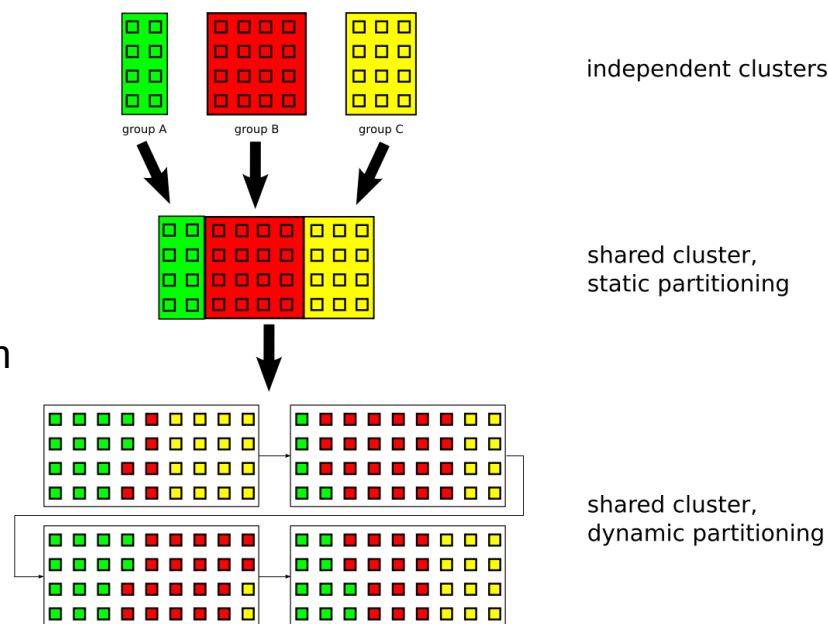 independent clusters
group A
group B
group C
shared cluster,
static partitioning
shared cluster,
dynamic partitioning